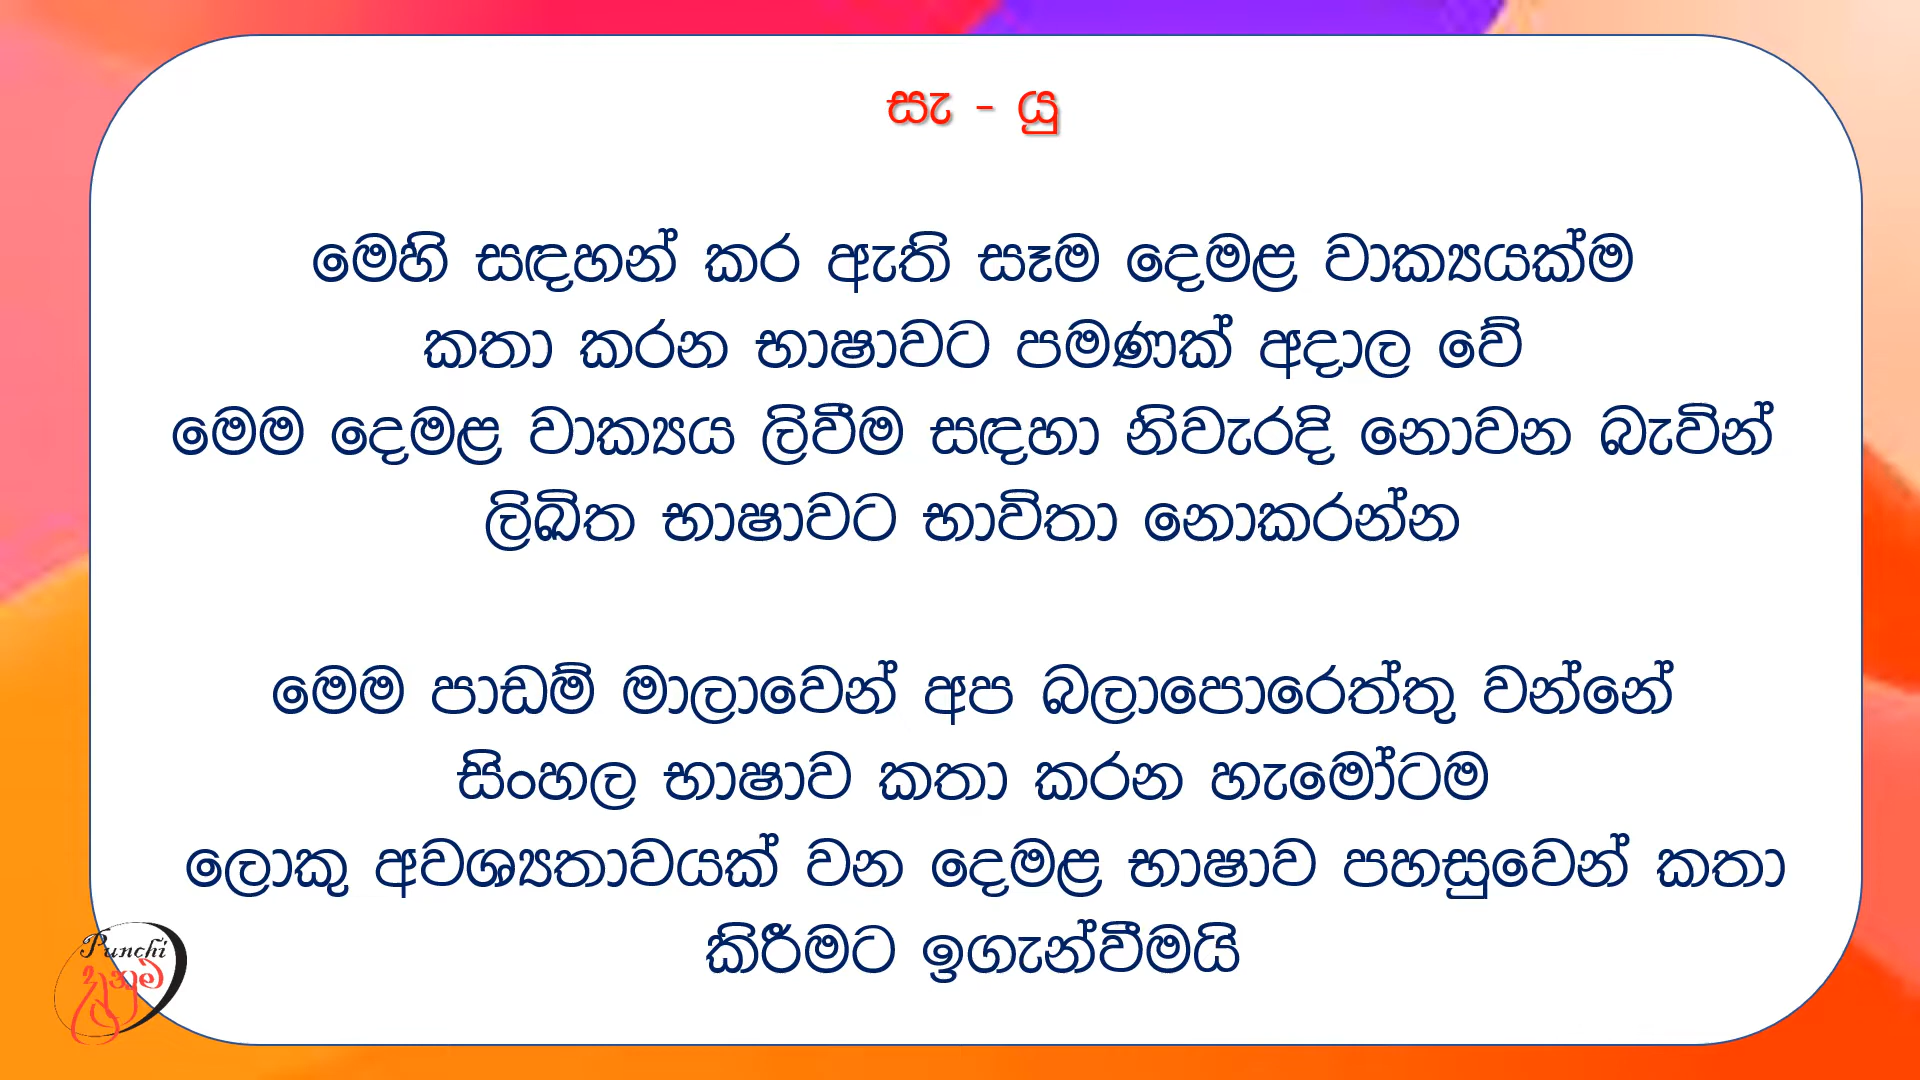 සැ - යු
මෙහි සඳහන් කර ඇති සෑම දෙමළ වාක්‍යයක්ම
කතා කරන භාෂාවට පමණක් අදාල වේ
මෙම දෙමළ වාක්‍යය ලිවීම සඳහා නිවැරදි නොවන බැවින්
ලිඛිත භාෂාවට භාවිතා නොකරන්න
මෙම පාඩම් මාලාවෙන් අප බලාපොරෙත්තු වන්නේ
සිංහල භාෂාව කතා කරන හැමෝටම
ලොකු අවශ්‍යතාවයක් වන දෙමළ භාෂාව පහසුවෙන් කතා
කිරීමට ඉගැන්වීමයි
Punchi
දැනුම